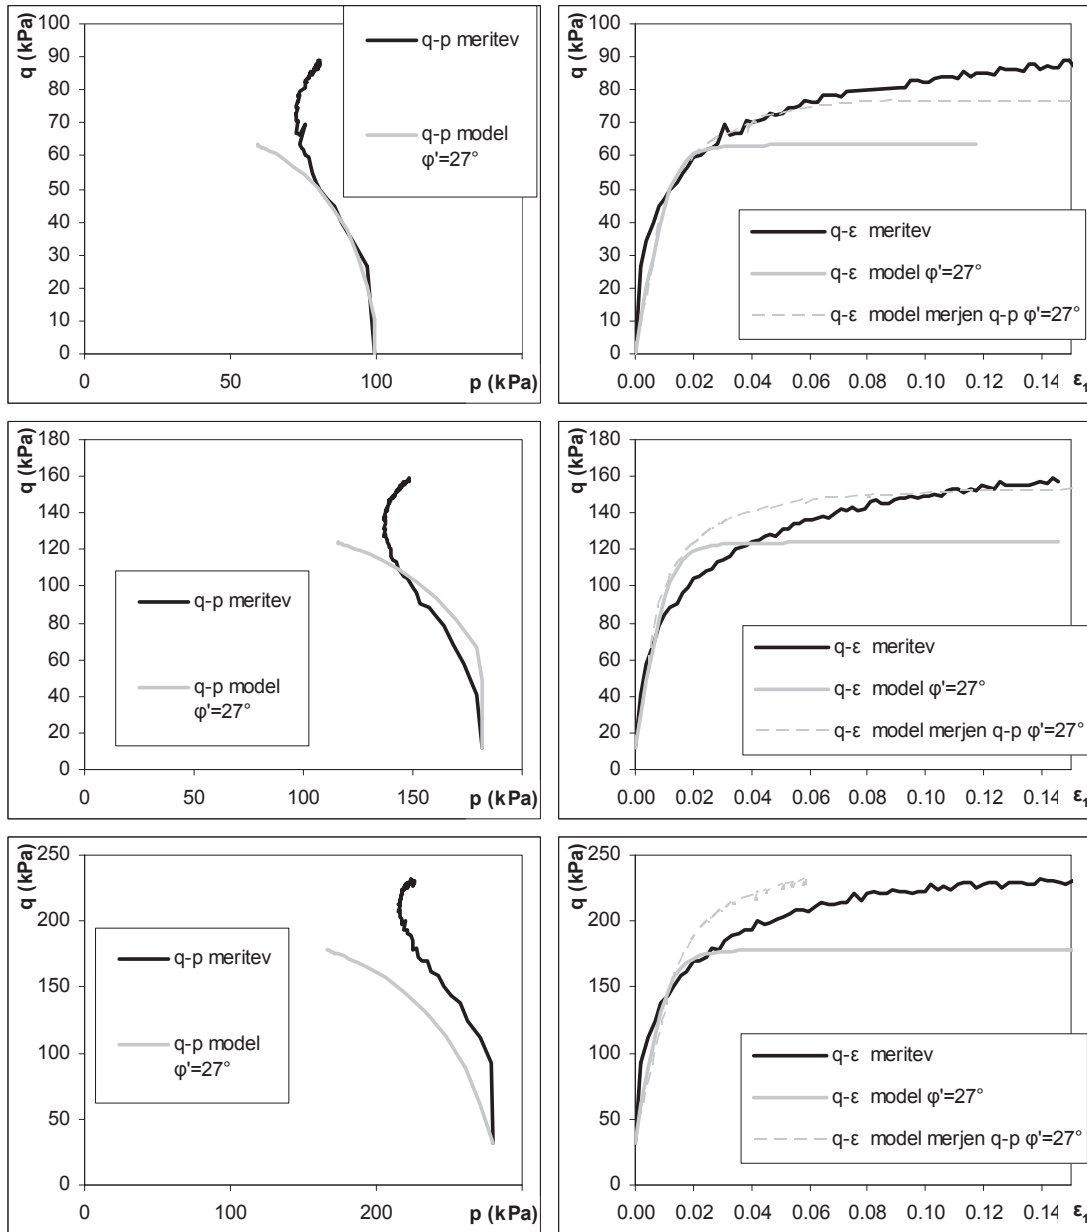 q (kPa)
100
90
80
70
60
50
40
30
20
10
0
0
50
100
p (kPa)
q-p meritev
q-p model
φ'=27°
q (kPa)
100
90
80
70
60
50
40
30
20
10
0
0.00 0.02 0.04 0.06 0.08 0.10 0.12 0.14
ε₁
q-ε meritev
q-ε model φ'=27°
q-ε model merjen q-p φ'=27°
q (kPa)
180
160
140
120
100
80
60
40
20
0
0
100
150
p (kPa)
q-p meritev
q-p model
φ'=27°
q (kPa)
180
160
140
120
100
80
60
40
20
0
0.00 0.02 0.04 0.06 0.08 0.10 0.12 0.14
ε₁
q-ε meritev
q-ε model φ'=27°
q-ε model merjen q-p φ'=27°
q (kPa)
250
200
150
100
50
0
0
100
200
p (kPa)
q-p meritev
q-p model
φ'=27°
q (kPa)
250
200
150
100
50
0
0.00 0.02 0.04 0.06 0.08 0.10 0.12 0.14
ε₁
q-ε meritev
q-ε model φ'=27°
q-ε model merjen q-p φ'=27°